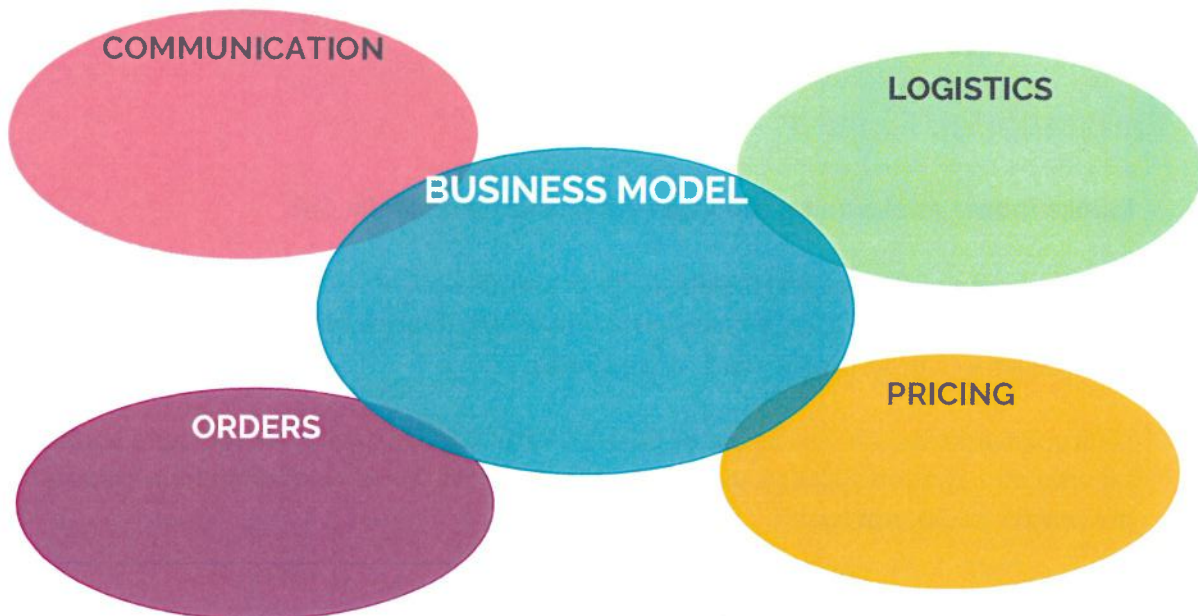 COMMUNICATION
LOGISTICS
BUSINESS MODEL
ORDERS
PRICING